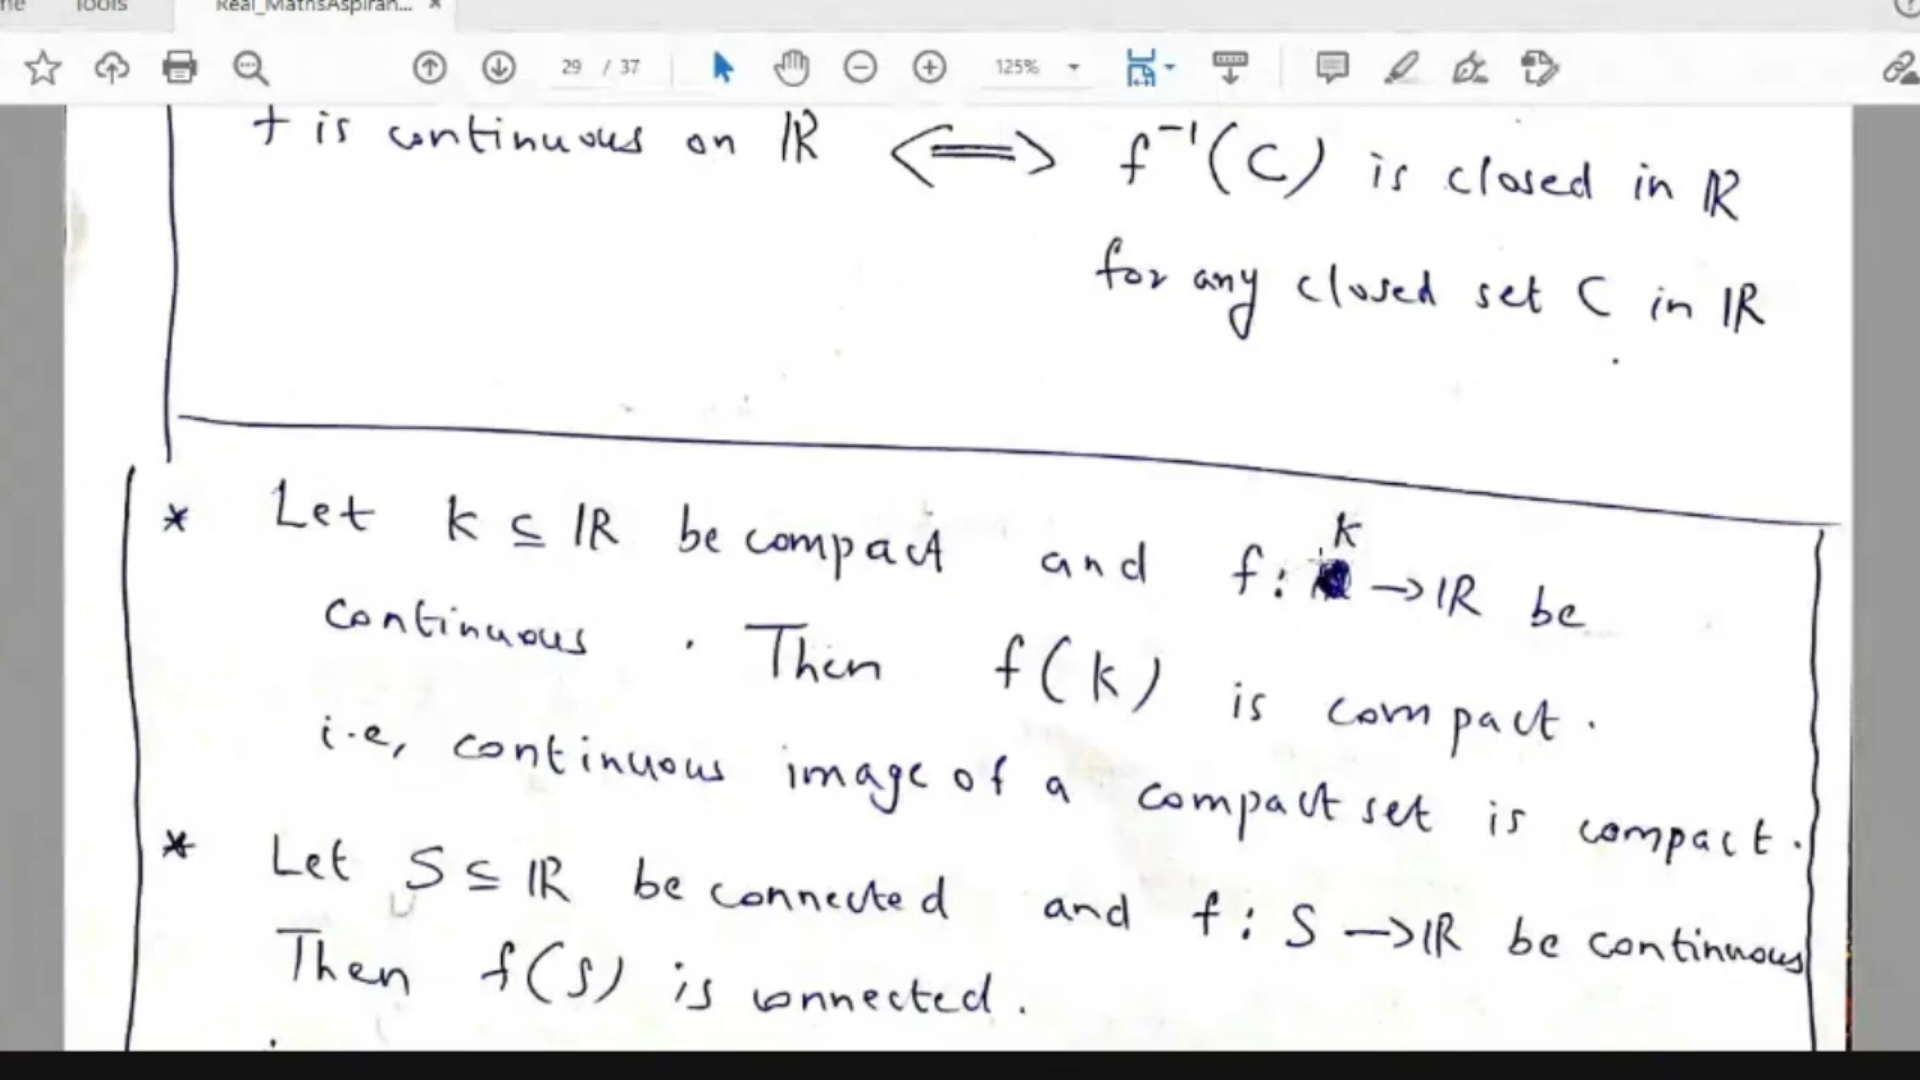 Tools Real_MathsAspiran... ×
29 / 37 125%
f is continuous on ℝ ⟺ f⁻¹(C) is closed in ℝ
for any closed set C in ℝ
* Let K ⊆ ℝ be compact and f: K → ℝ be
continuous. Then f(K) is compact.
i.e, continuous image of a compact set is compact.
* Let S ⊆ ℝ be connected and f: S → ℝ be continuous
Then f(S) is connected.